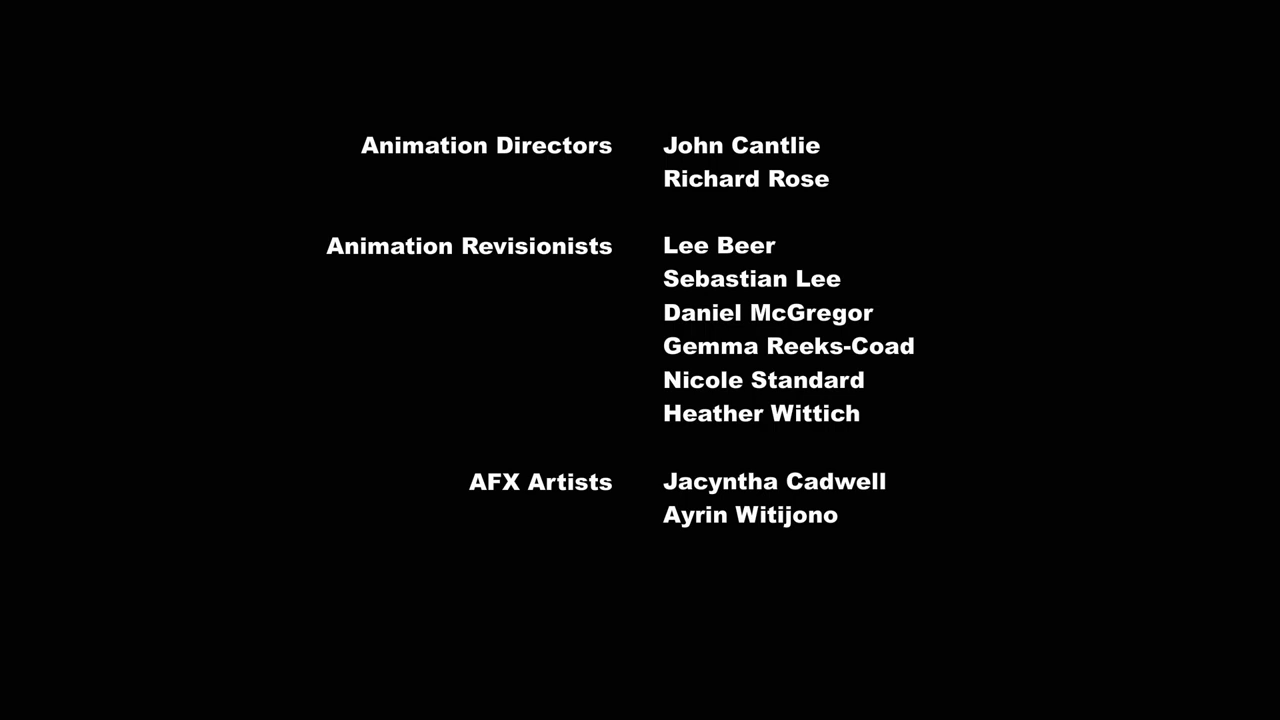 Animation Directors John Cantlie
Richard Rose
Animation Revisionists Lee Beer
Sebastian Lee
Daniel McGregor
Gemma Reeks-Coad
Nicole Standard
Heather Wittich
AFX Artists Jacyntha Cadwell
Ayrin Witijono